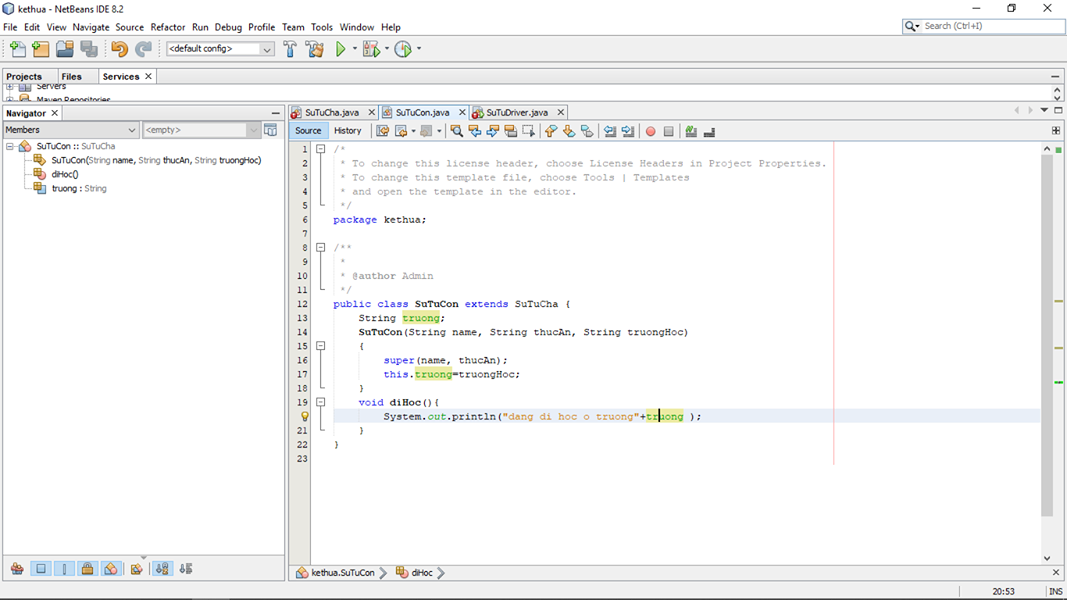 kethua - NetBeans IDE 8.2
File Edit View Navigate Source Refactor Run Debug Profile Team Tools Window Help
Search (Ctrl+I)
<default config>
Projects Files Services
Servers
Maven Repositories
Navigator
Members <empty>
SuTuCon :: SuTuCha
SuTuCon(String name, String thucAn, String truongHoc)
diHoc()
truong : String
SuTuCha.java SuTuCon.java SuTuDriver.java
Source History
1 /*
2 * To change this license header, choose License Headers in Project Properties.
3 * To change this template file, choose Tools | Templates
4 * and open the template in the editor.
5 */
6 package kethua;
7
8 /**
9 *
10 * @author Admin
11 */
12 public class SuTuCon extends SuTuCha {
13 String truong;
14 SuTuCon(String name, String thucAn, String truongHoc)
15 {
16 super(name, thucAn);
17 this.truong=truongHoc;
18 }
19 void diHoc(){
System.out.println("dang di hoc o truong"+truong );
21 }
22 }
23
kethua.SuTuCon diHoc
20:53 INS